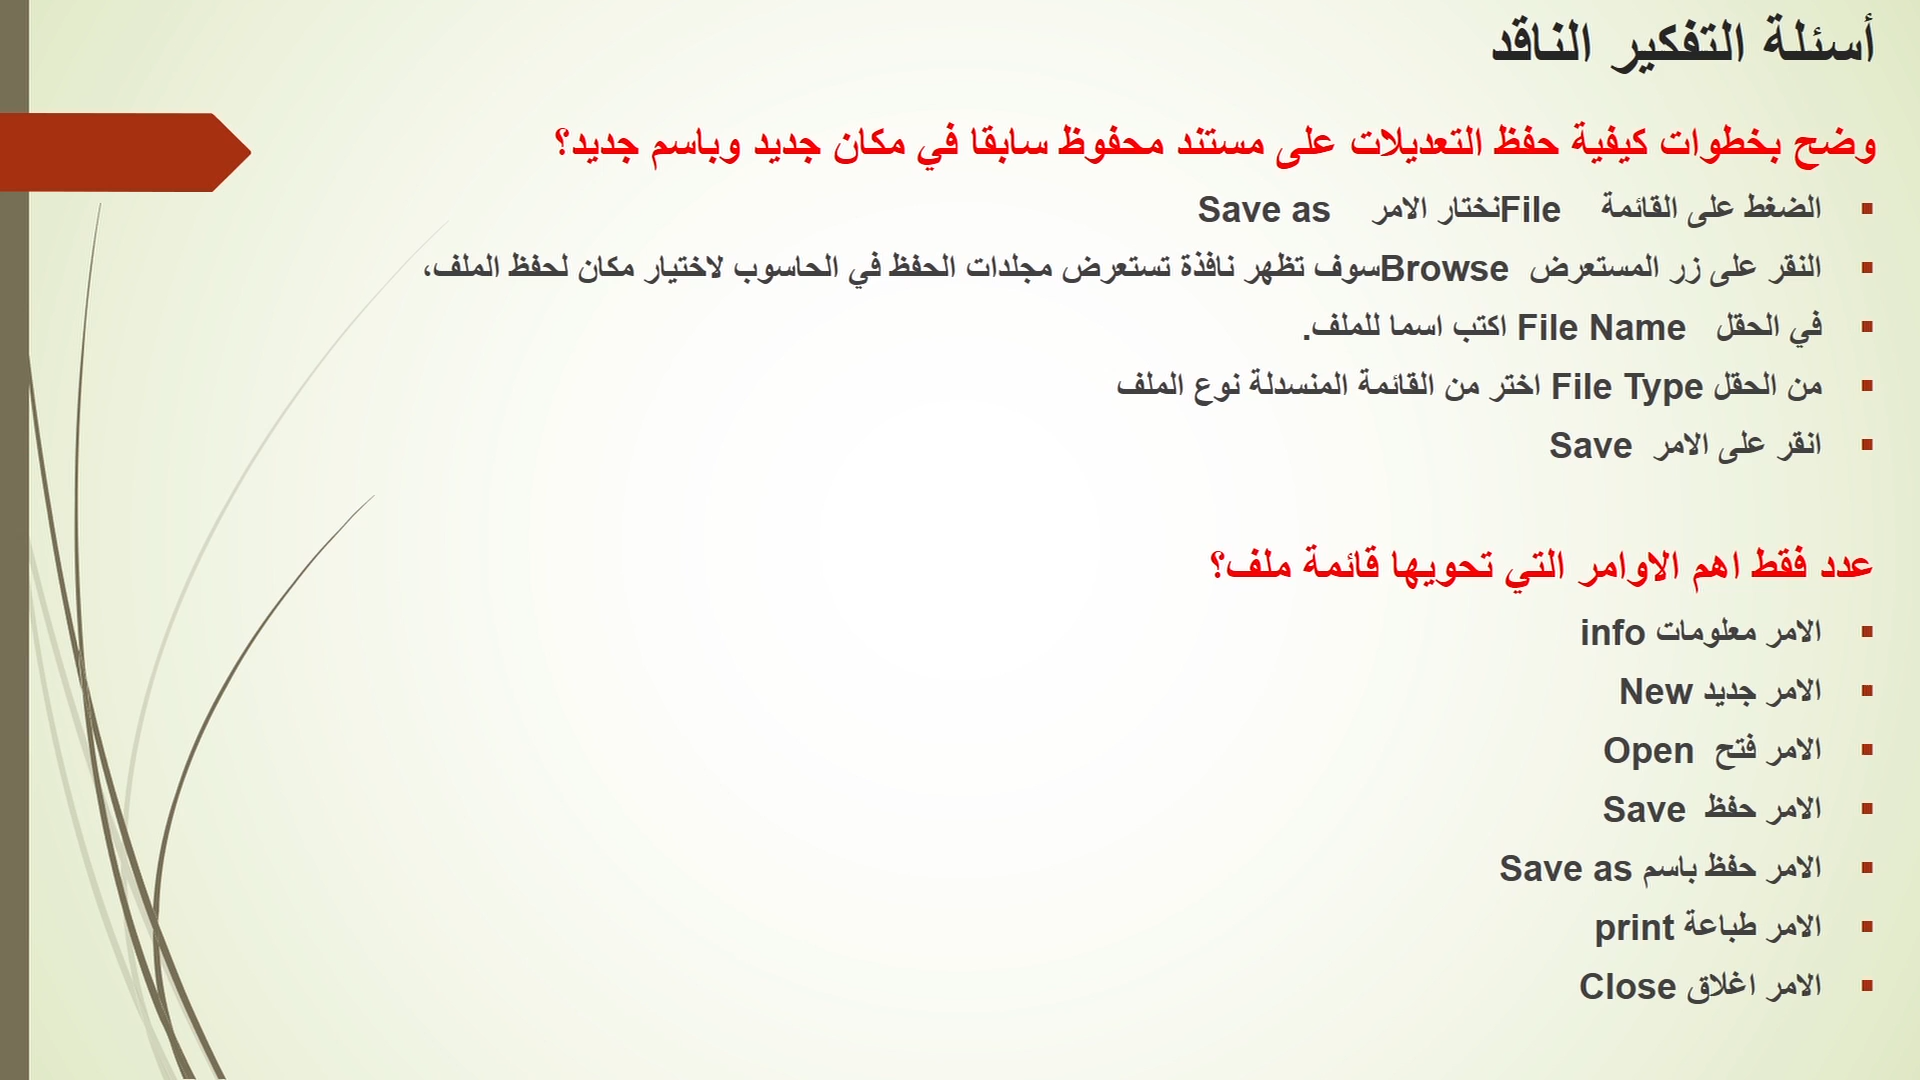 أسئلة التفكير الناقد
وضح بخطوات كيفية حفظ التعديلات على مستند محفوظ سابقا في مكان جديد وباسم جديد؟
الضغط على القائمة Fileنختار الامر Save as
النقر على زر المستعرض Browseسوف تظهر نافذة تستعرض مجلدات الحفظ في الحاسوب لاختيار مكان لحفظ الملف،
في الحقل File Name اكتب اسما للملف.
من الحقل File Type اختر من القائمة المنسدلة نوع الملف
انقر على الامر Save
عدد فقط اهم الاوامر التي تحويها قائمة ملف؟
الامر معلومات info
الامر جديد New
الامر فتح Open
الامر حفظ Save
الامر حفظ باسم Save as
الامر طباعة print
الامر اغلاق Close